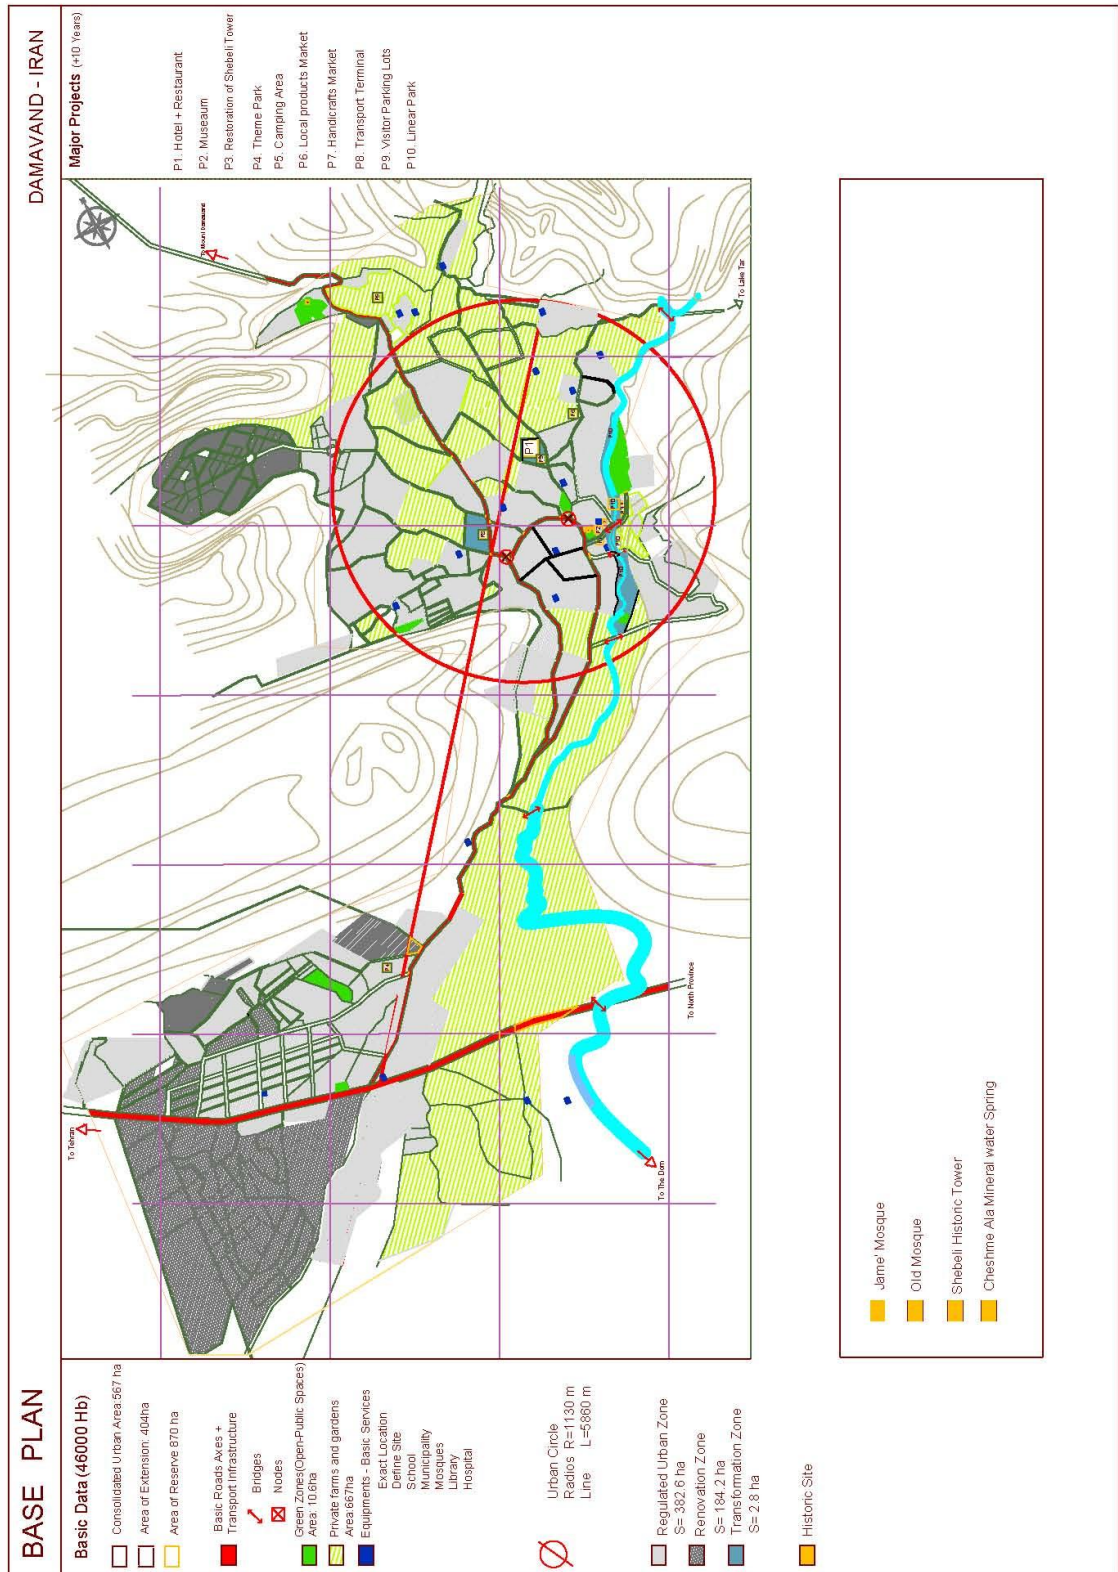 BASE PLAN
DAMAVAND - IRAN
Basic Data (46000 Hb)
Consolidated Urban Area:567 ha
Area of Extension: 404ha
Area of Reserve 870 ha
Basic Roads Axes +
Transport Infrastructure
Bridges
Nodes
Green Zones(Open-Public Spaces)
Area: 10.6ha
Private farms and gardens
Area:667ha
Equipments - Basic Services
Exact Location
Define Site
School
Municipality
Mosques
Library
Hospital
Urban Circle
Radios R=1130 m
Line L=5860 m
Regulated Urban Zone
S= 382.6 ha
Renovation Zone
S= 184.2 ha
Transformation Zone
S= 2.8 ha
Historic Site
To Tehran
To The Dam
To North Province
To Lake Tar
P1
Major Projects (+10 Years)
P1. Hotel + Restaurant
P2. Museaum
P3. Restoration of Shebeli Tower
P4. Theme Park
P5. Camping Area
P6. Local products Market
P7. Handicrafts Market
P8. Transport Terminal
P9. Visitor Parking Lots
P10. Linear Park
Jame' Mosque
Old Mosque
Shebeli Historic Tower
Cheshme Ala Mineral water Spring